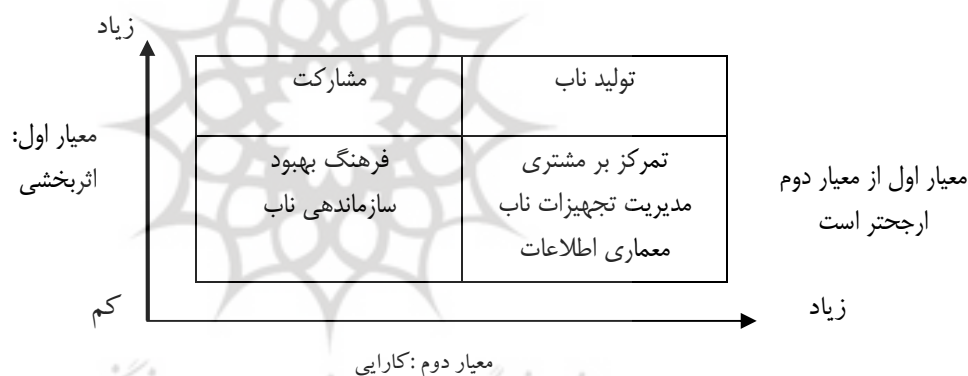 زیاد
مشارکت
تولید ناب
معیار اول:
اثربخشی
فرهنگ بهبود
سازماندهی ناب
تمرکز بر مشتری
مدیریت تجهیزات ناب
معماری اطلاعات
معیار اول از معیار دوم
ارجحتر است
کم
زیاد
معیار دوم :کارایی